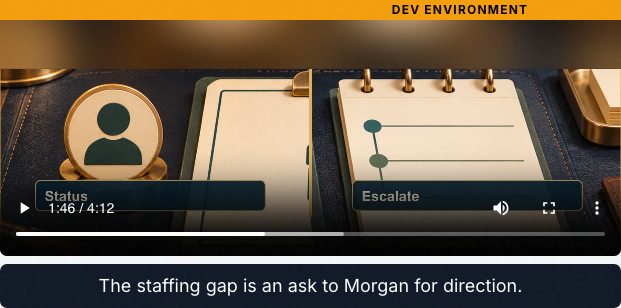 DEV ENVIRONMENT
Status
Escalate
1:46 / 4:12
The staffing gap is an ask to Morgan for direction.